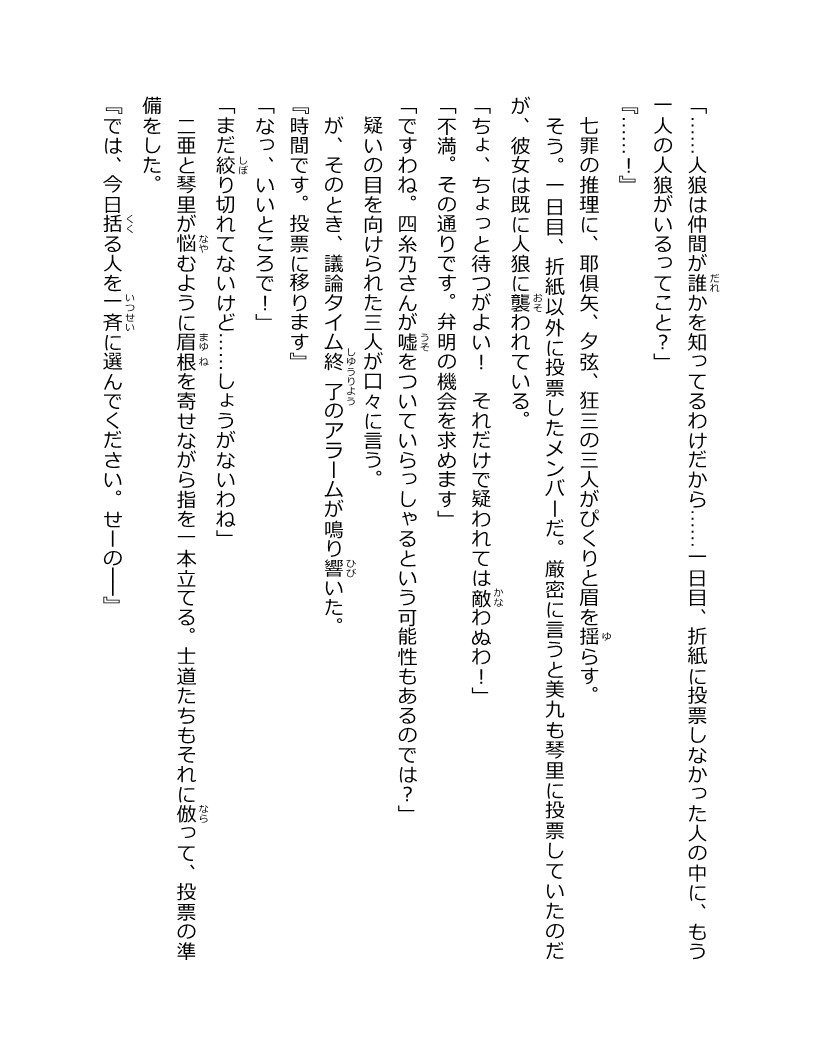 「……人狼は仲間が誰かを知ってるわけだから……一日目、折紙に投票しなかった人の中に、もう
一人の人狼がいるってこと？」
『……！』
　七罪の推理に、耶倶矢、夕弦、狂三の三人がぴくりと眉を揺らす。
　そう。一日目、折紙以外に投票したメンバーだ。厳密に言うと美九も琴里に投票していたのだ
が、彼女は既に人狼に襲われている。
「ちょ、ちょっと待つがよい！　それだけで疑われては敵わぬわ！」
「不満。その通りです。弁明の機会を求めます」
「ですわね。四糸乃さんが嘘をついていらっしゃるという可能性もあるのでは？」
　疑いの目を向けられた三人が口々に言う。
　が、そのとき、議論タイム終了のアラームが鳴り響いた。
『時間です。投票に移ります』
「なっ、いいところで！」
「まだ絞り切れてないけど……しょうがないわね」
　二亜と琴里が悩むように眉根を寄せながら指を一本立てる。士道たちもそれに倣って、投票の準
備をした。
『では、今日括る人を一斉に選んでください。せーの──』